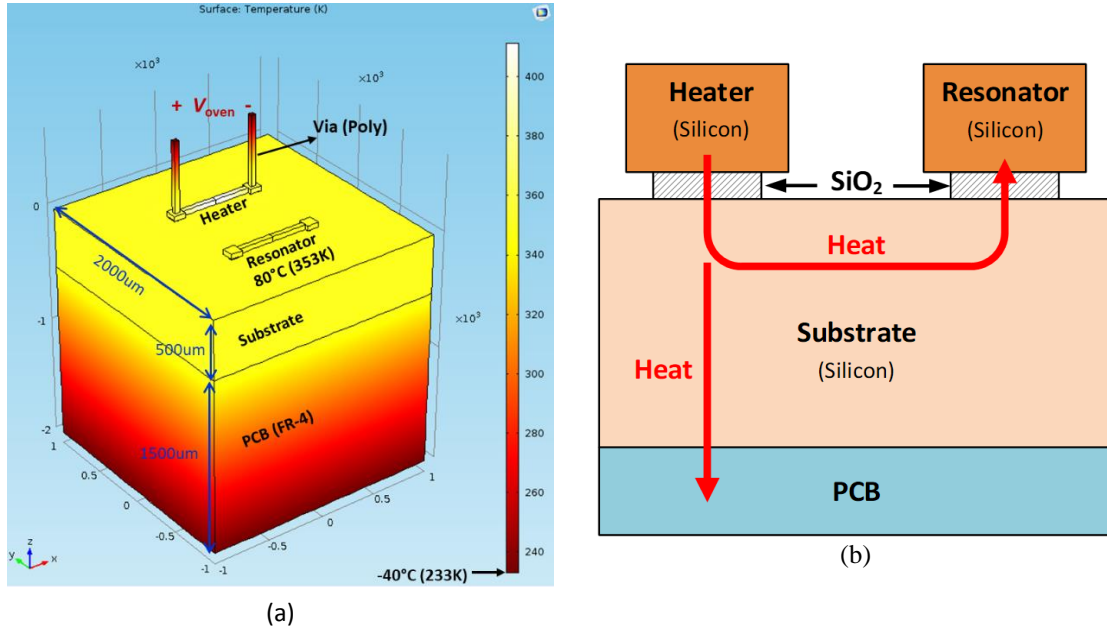 Surface: Temperature (K)
×10³
×10³
+ Voven -
Via (Poly)
400
380
360
340
320
300
280
260
240
0
Heater
Resonator
80°C (353K)
2000um
×10³
-1
Substrate
500um
PCB (FR-4)
1500um
-2
1
0.5
0
-0.5
-1
-1
-0.5
0
0.5
1
z
y
x
-40°C (233K)
(a)
Heater
(Silicon)
Resonator
(Silicon)
SiO₂
Heat
Substrate
(Silicon)
Heat
PCB
(b)